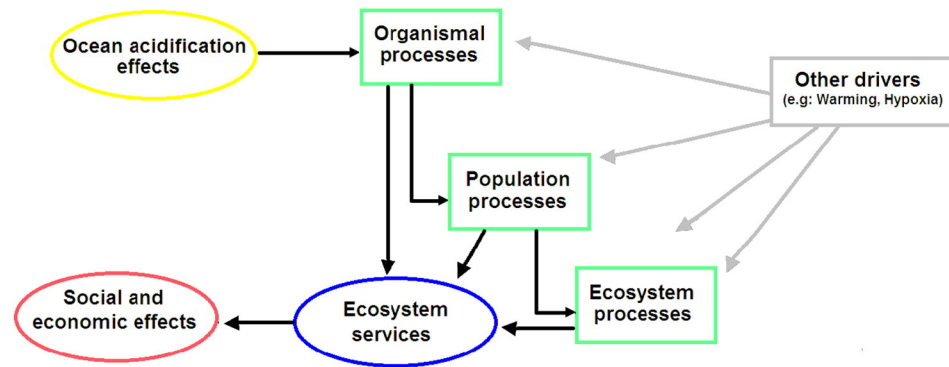 Ocean acidification
effects
Organismal
processes
Other drivers
(e.g: Warming, Hypoxia)
Population
processes
Ecosystem
processes
Ecosystem
services
Social and
economic effects